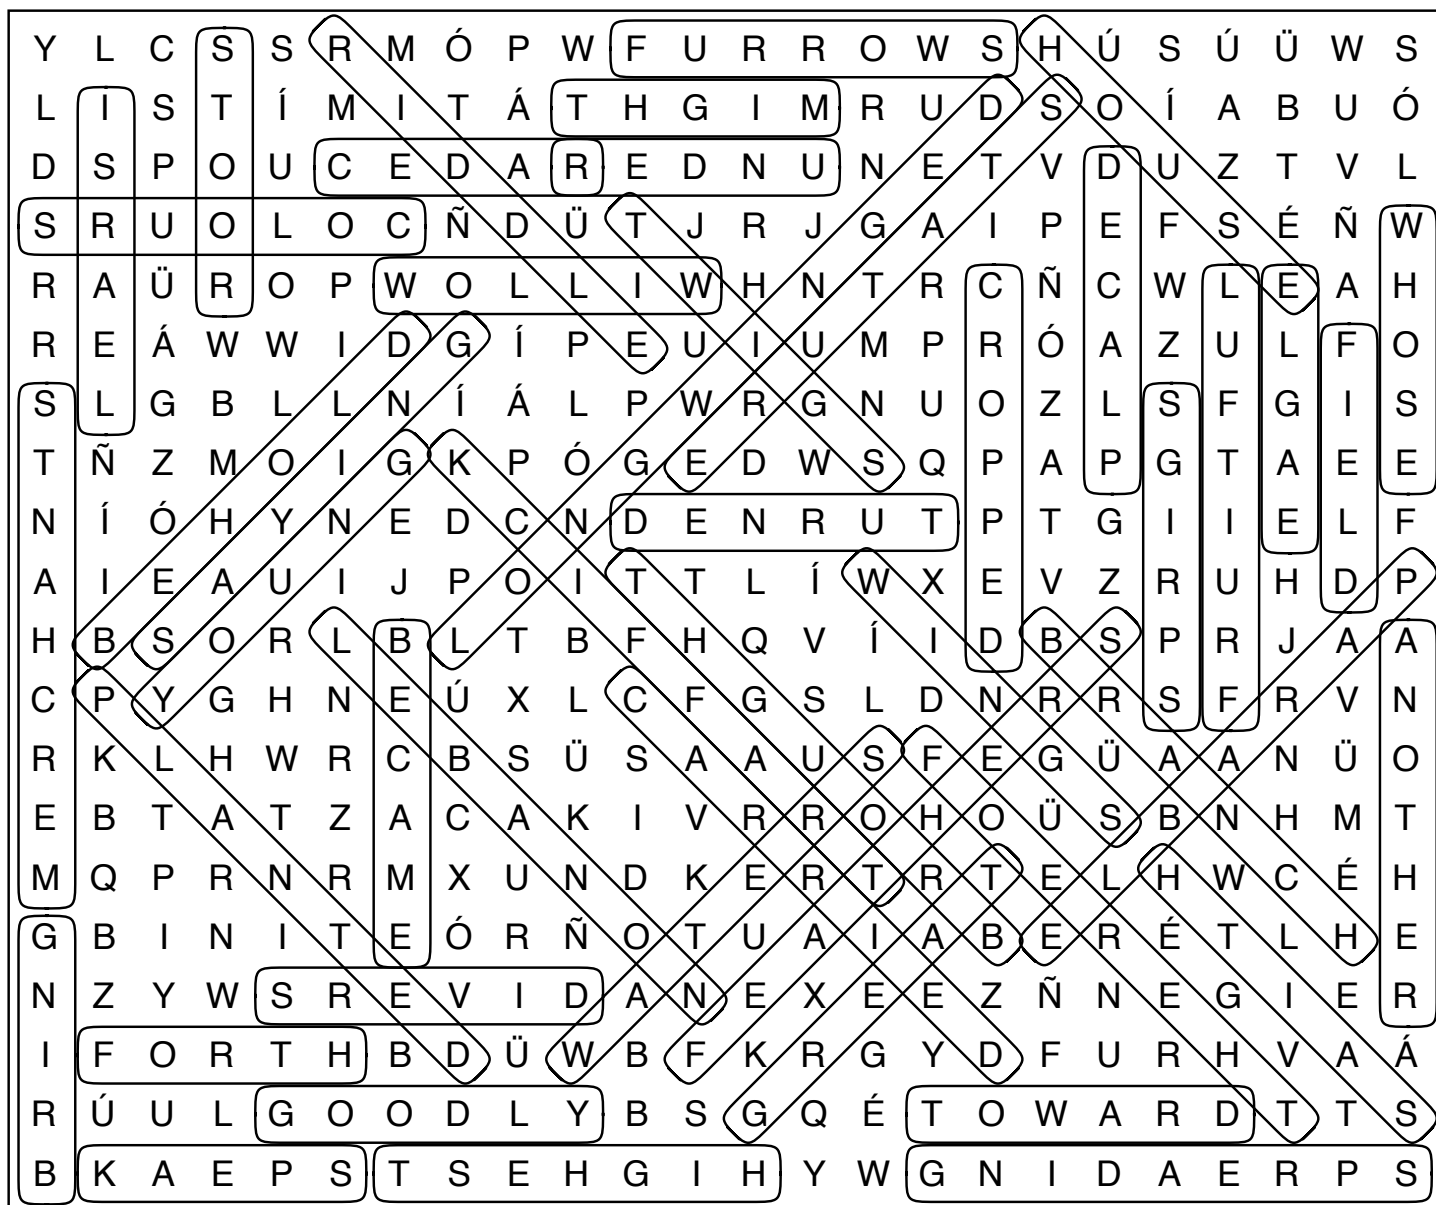 Y L C S S R M Ó P W F U R R O W S H Ú S Ú Ü W S
L I S T Í M I T Á T H G I M R U D S O Í A B U Ó
D S P O U C E D A R E D N U N E T V D U Z T V L
S R U O L O C Ñ D Ü T J R J G A I P E F S É Ñ W
R A Ü R O P W O L L I W H N T R C Ñ C W L E A H
R E Á W W I D G Í P E U I U M P R Ó A Z U L F O
S L G B L L N Í Á L P W R G N U O Z L S F G I S
T Ñ Z M O I G K P Ó G E D W S Q P A P G T A E E
N Í Ó H Y N E D C N D E N R U T P T G I I E L F
A I E A U I J P O I T T L Í W X E V Z R U H D P
H B S O R L B L T B F H Q V Í I D B S P R J A A
C P Y G H N E Ú X L C F G S L D N R R S F R V N
R K L H W R C B S Ü S A A U S F E G Ü A A N Ü O
E B T A T Z A C A K I V R R O H O Ü S B N H M T
M Q P R N R M X U N D K E R T R T E L H W C É H
G B I N I T E Ó R Ñ O T U A I A B E R É T L H E
N Z Y W S R E V I D A N E X E E Z Ñ N E G I E R
I F O R T H B D Ü W B F K R G Y D F U R H V A Á
R Ú U L G O O D L Y B S G Q É T O W A R D T T S
B K A E P S T S E H G I H Y W G N I D A E R P S